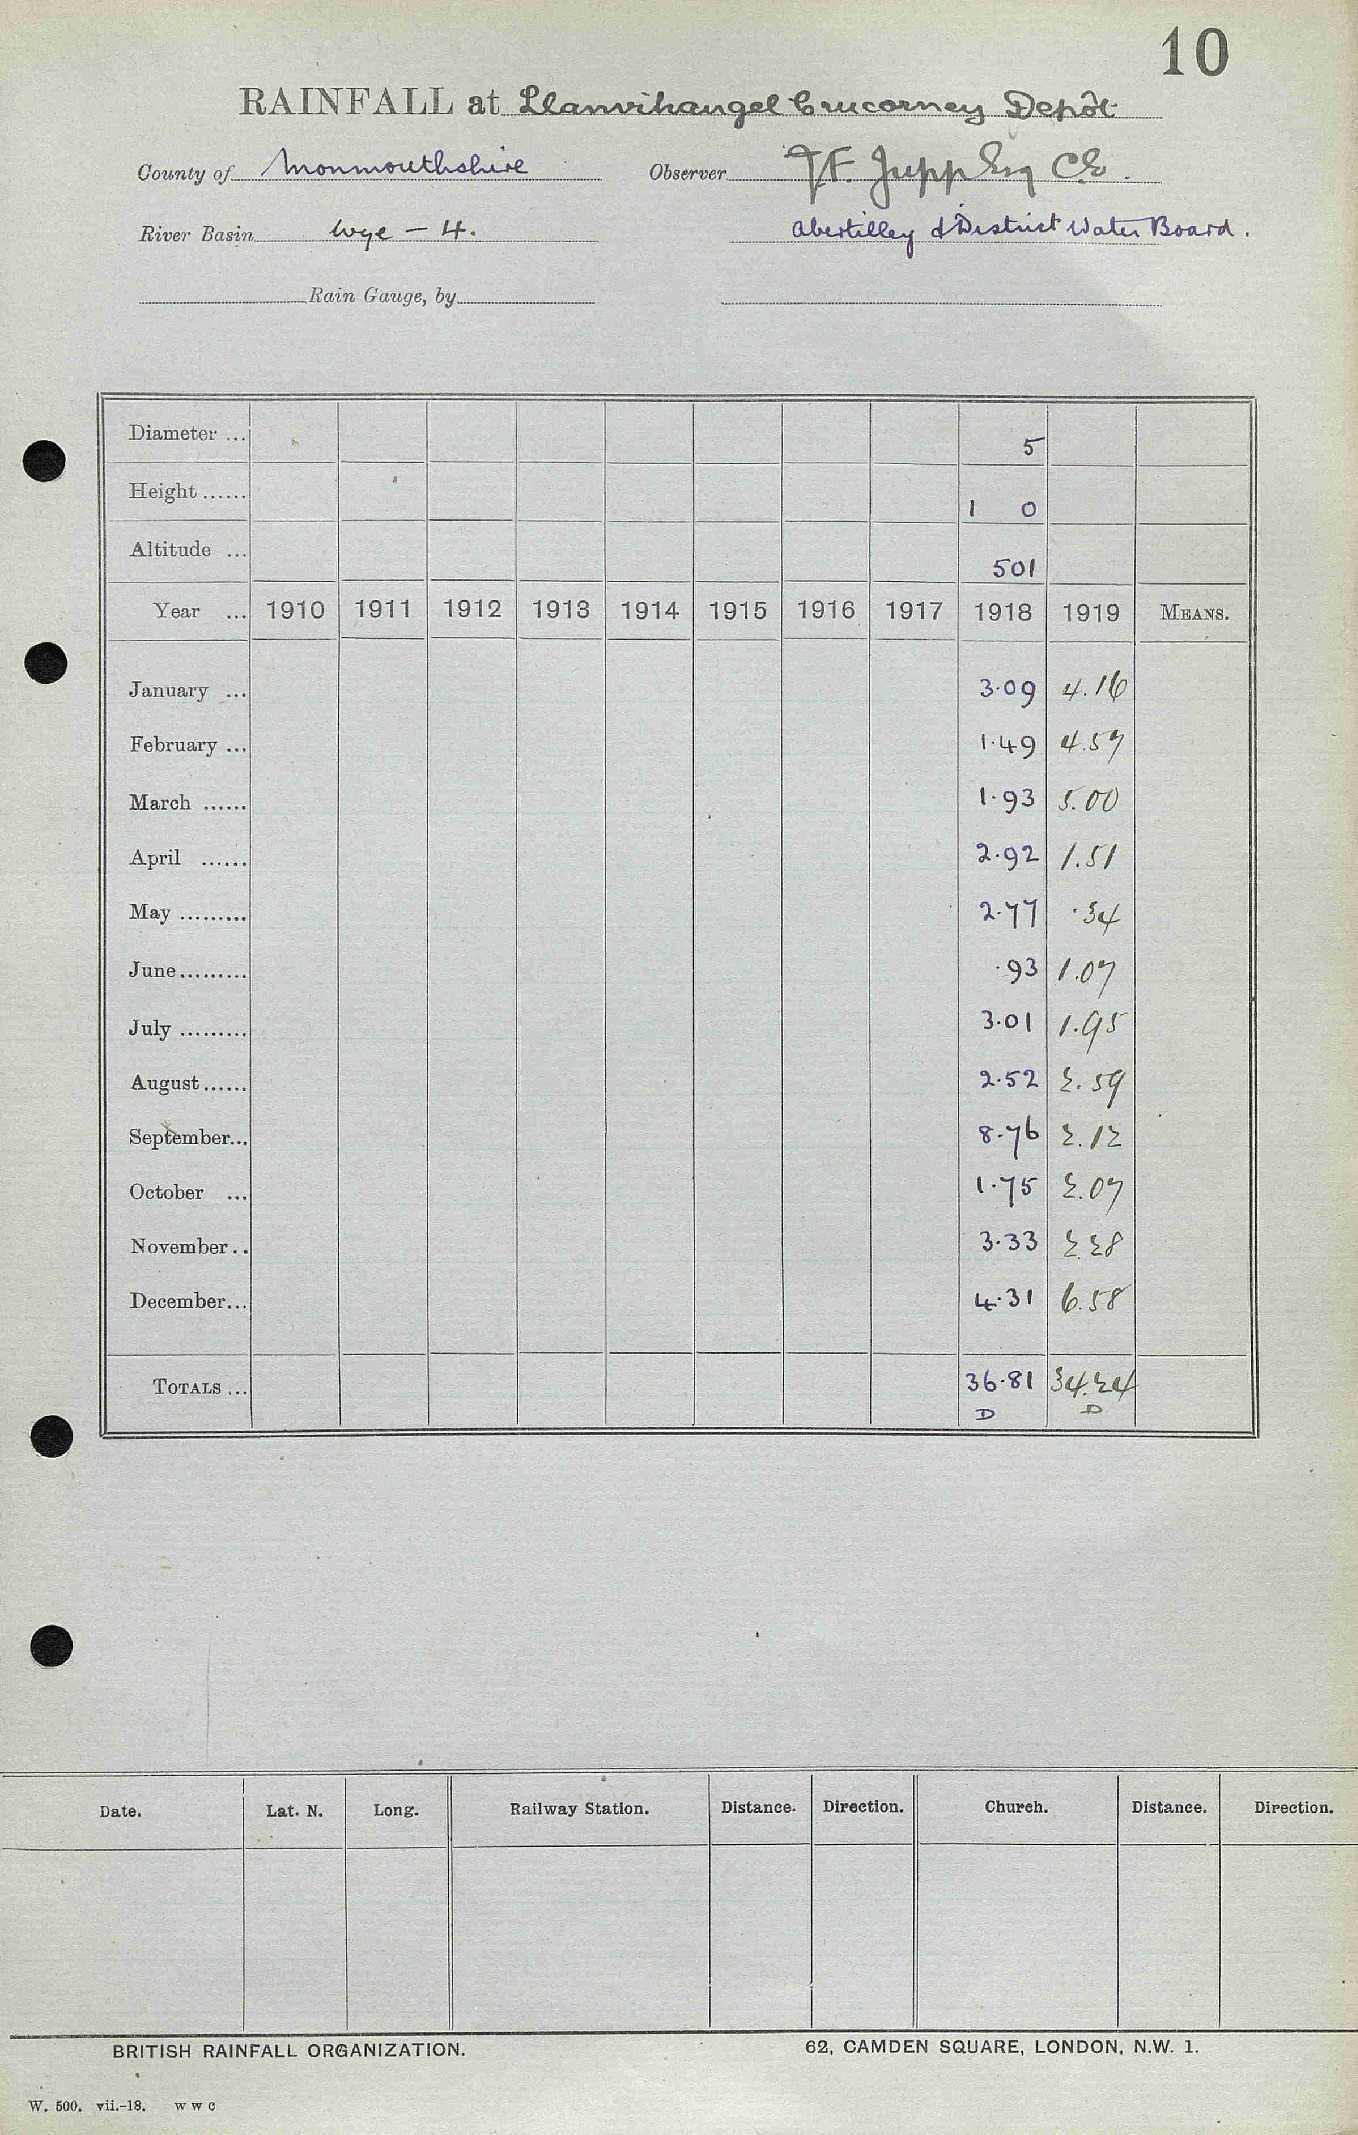 10
RAINFALL at Llanvihangel Crucorney Depôt
County of Monmouthshire Observer J.F. Jupp Esq CE.
River Basin Wye – 4. Abertilley & District Water Board.
Rain Gauge, by
Diameter ... 5
Height ...... 1 0
Altitude ... 501
Year ... 1910 1911 1912 1913 1914 1915 1916 1917 1918 1919 MEANS.
January ... 3.09 4.16
February ... 1.49 4.57
March ...... 1.93 5.00
April ...... 2.92 1.51
May ......... 2.77 .34
June ......... .93 1.07
July ......... 3.01 1.95
August ...... 2.52 2.59
September... 8.76 2.12
October ... 1.75 2.07
November.. 3.33 2.28
December... 4.31 6.58
TOTALS ... 36.81 34.24
D D
Date. Lat. N. Long. Railway Station. Distance. Direction. Church. Distance. Direction.
BRITISH RAINFALL ORGANIZATION. 62, CAMDEN SQUARE, LONDON, N.W. 1.
W. 500. vii.-18. W W C